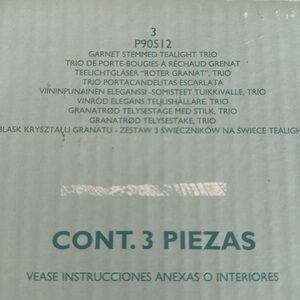 3
P90512
GARNET STEMMED TEALIGHT TRIO
TRIO DE PORTE-BOUGIES À RÉCHAUD GRENAT
TEELICHTGLÄSER "ROTER GRANAT", TRIO
TRIO PORTACANDELITAS ESCARLATA
VIININPUNAINEN ELEGANSSI -SOMISTEET TUIKKIVALLE, TRIO
VINRÖD ELEGANS TELJUSHÅLLARE, TRIO
GRANATRØD TELYSESTAGE MED STILK, TRIO
GRANATRØD TELYSESTAKE, TRIO
BLASK KRYSZTAŁU GRANATU - ZESTAW 3 ŚWIECZNIKÓW NA ŚWIECE TEALIGH
CONT. 3 PIEZAS
VEASE INSTRUCCIONES ANEXAS O INTERIORES